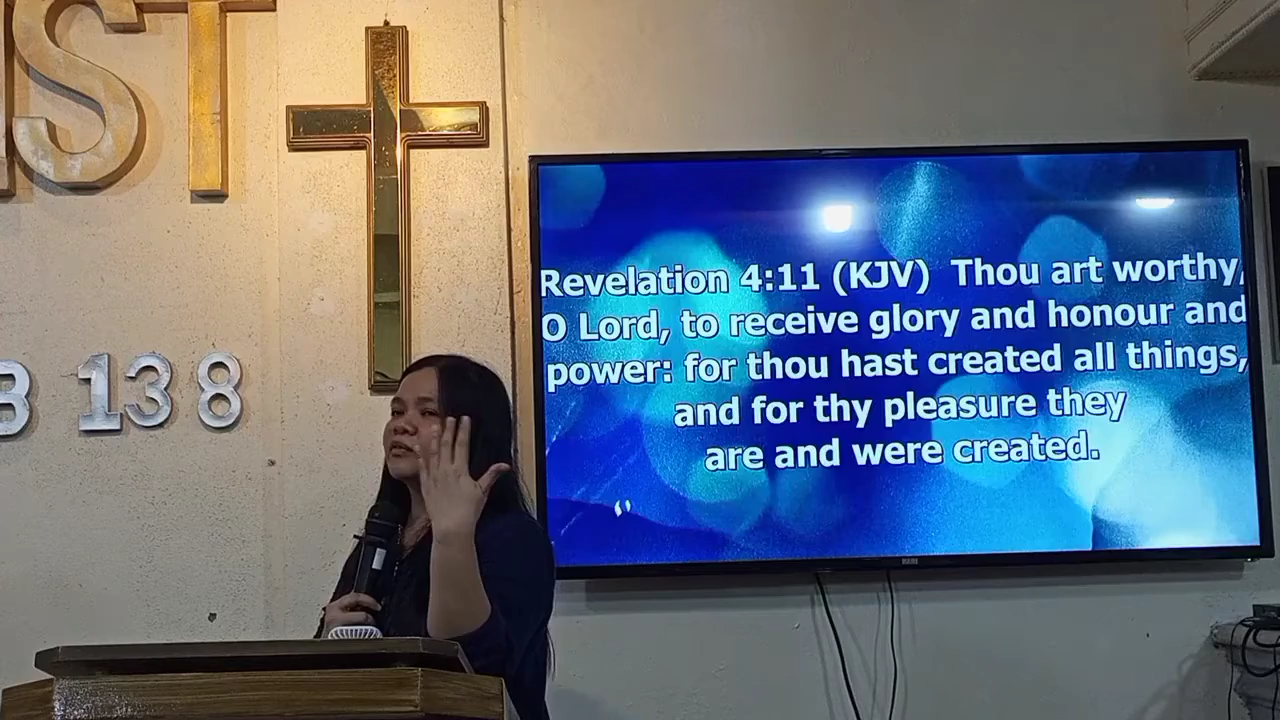 IST
B 138
Revelation 4:11 (KJV) Thou art worthy,
O Lord, to receive glory and honour and
power: for thou hast created all things,
and for thy pleasure they
are and were created.